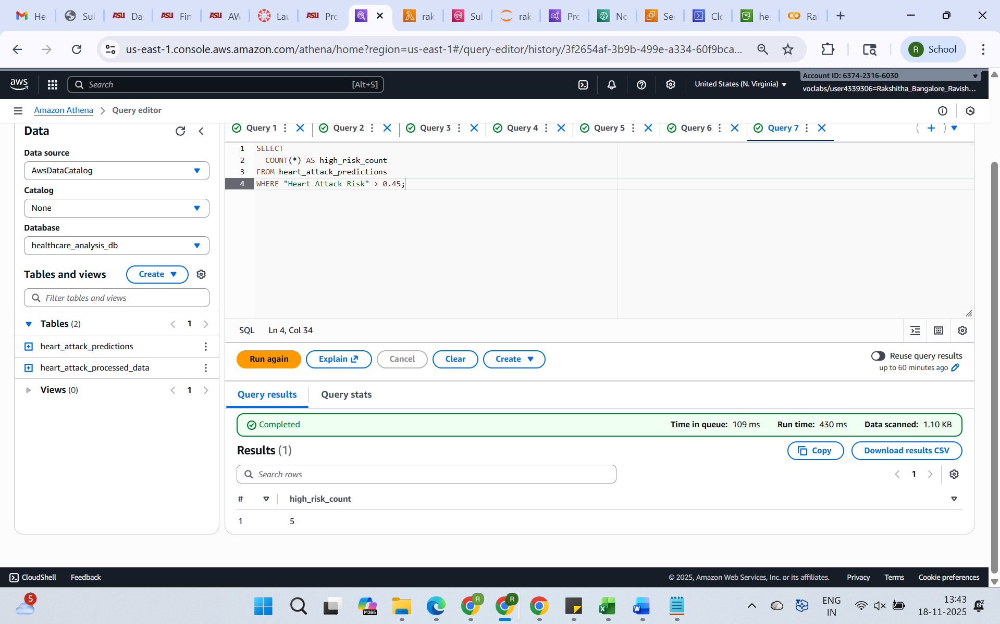 He
Sul
ASU Da
ASU Fin
ASU AW
Lau
ASU Pro
rak
Sul
rak
Pro
No
Sec
Clo
hea
Ra
us-east-1.console.aws.amazon.com/athena/home?region=us-east-1#/query-editor/history/3f2654af-3b9b-499e-a334-60f9bca...
R School
aws
Search [Alt+S]
United States (N. Virginia)
Account ID: 6374-2316-6030
voclabs/user4339306=Rakshitha_Bangalore_Ravish...
Amazon Athena > Query editor
Data
Query 1
Query 2
Query 3
Query 4
Query 5
Query 6
Query 7
Data source
AwsDataCatalog
Catalog
None
Database
healthcare_analysis_db
Tables and views
Create
Filter tables and views
Tables (2) < 1 >
heart_attack_predictions
heart_attack_processed_data
Views (0) < 1 >
1 SELECT
2 COUNT(*) AS high_risk_count
3 FROM heart_attack_predictions
4 WHERE "Heart Attack Risk" > 0.45;
SQL Ln 4, Col 34
Run again
Explain
Cancel
Clear
Create
Reuse query results
up to 60 minutes ago
Query results
Query stats
Completed
Time in queue: 109 ms Run time: 430 ms Data scanned: 1.10 KB
Results (1)
Copy
Download results CSV
Search rows
< 1 >
# high_risk_count
1 5
CloudShell Feedback
© 2025, Amazon Web Services, Inc. or its affiliates. Privacy Terms Cookie preferences
5
M365
R
R
X
W
ENG
IN
13:43
18-11-2025